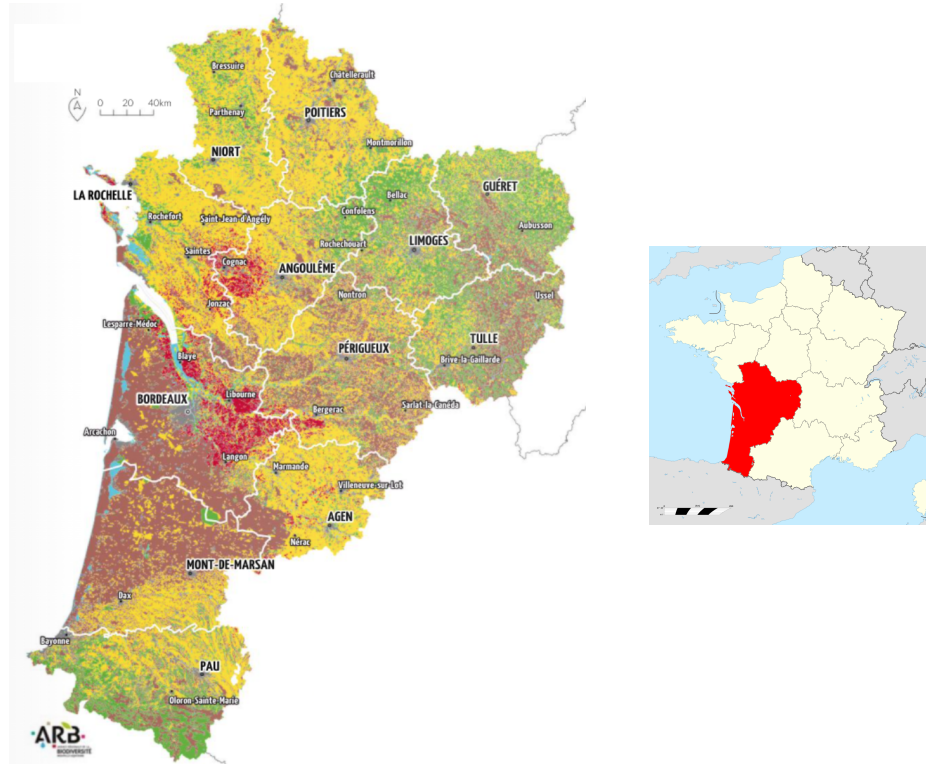 Bressuire
Châtellerault
N
0 20 40km
Parthenay
POITIERS
Montmorillon
NIORT
LA ROCHELLE
GUÉRET
Bellac
Confolens
Rochefort
Saint-Jean-d'Angély
Aubusson
Rochechouart
LIMOGES
Saintes
Cognac
ANGOULÊME
Nontron
Ussel
Jonzac
Lesparre-Médoc
TULLE
PÉRIGUEUX
Blaye
Brive-la-Gaillarde
BORDEAUX
Libourne
Bergerac
Sarlat-la-Canéda
Arcachon
Langon
Marmande
Villeneuve-sur-Lot
AGEN
Nérac
MONT-DE-MARSAN
Dax
Bayonne
PAU
Oloron-Sainte-Marie
ARB
BIODIVERSITÉ